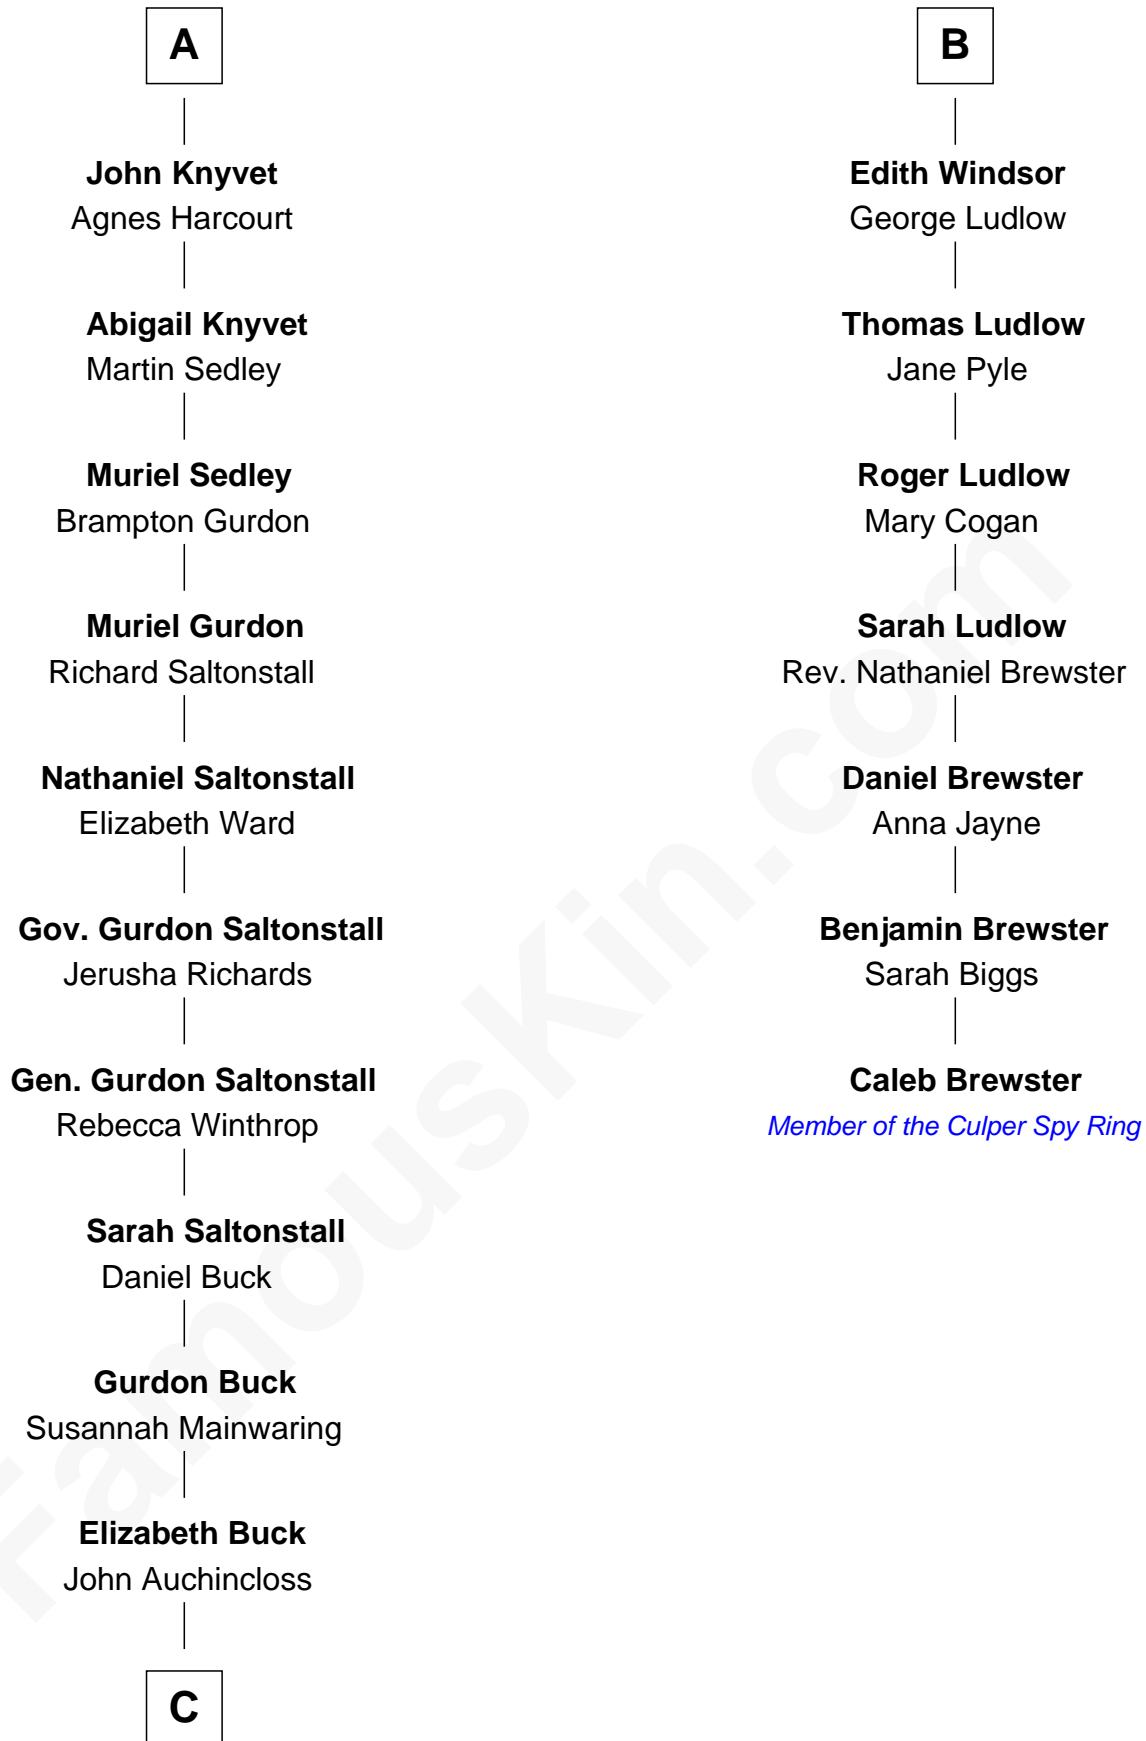 A
John Knyvet
Agnes Harcourt
Abigail Knyvet
Martin Sedley
Muriel Sedley
Brampton Gurdon
Muriel Gurdon
Richard Saltonstall
Nathaniel Saltonstall
Elizabeth Ward
Gov. Gurdon Saltonstall
Jerusha Richards
Gen. Gurdon Saltonstall
Rebecca Winthrop
Sarah Saltonstall
Daniel Buck
Gurdon Buck
Susannah Mainwaring
Elizabeth Buck
John Auchincloss
C
B
Edith Windsor
George Ludlow
Thomas Ludlow
Jane Pyle
Roger Ludlow
Mary Cogan
Sarah Ludlow
Rev. Nathaniel Brewster
Daniel Brewster
Anna Jayne
Benjamin Brewster
Sarah Biggs
Caleb Brewster
Member of the Culper Spy Ring
FamousKin.com